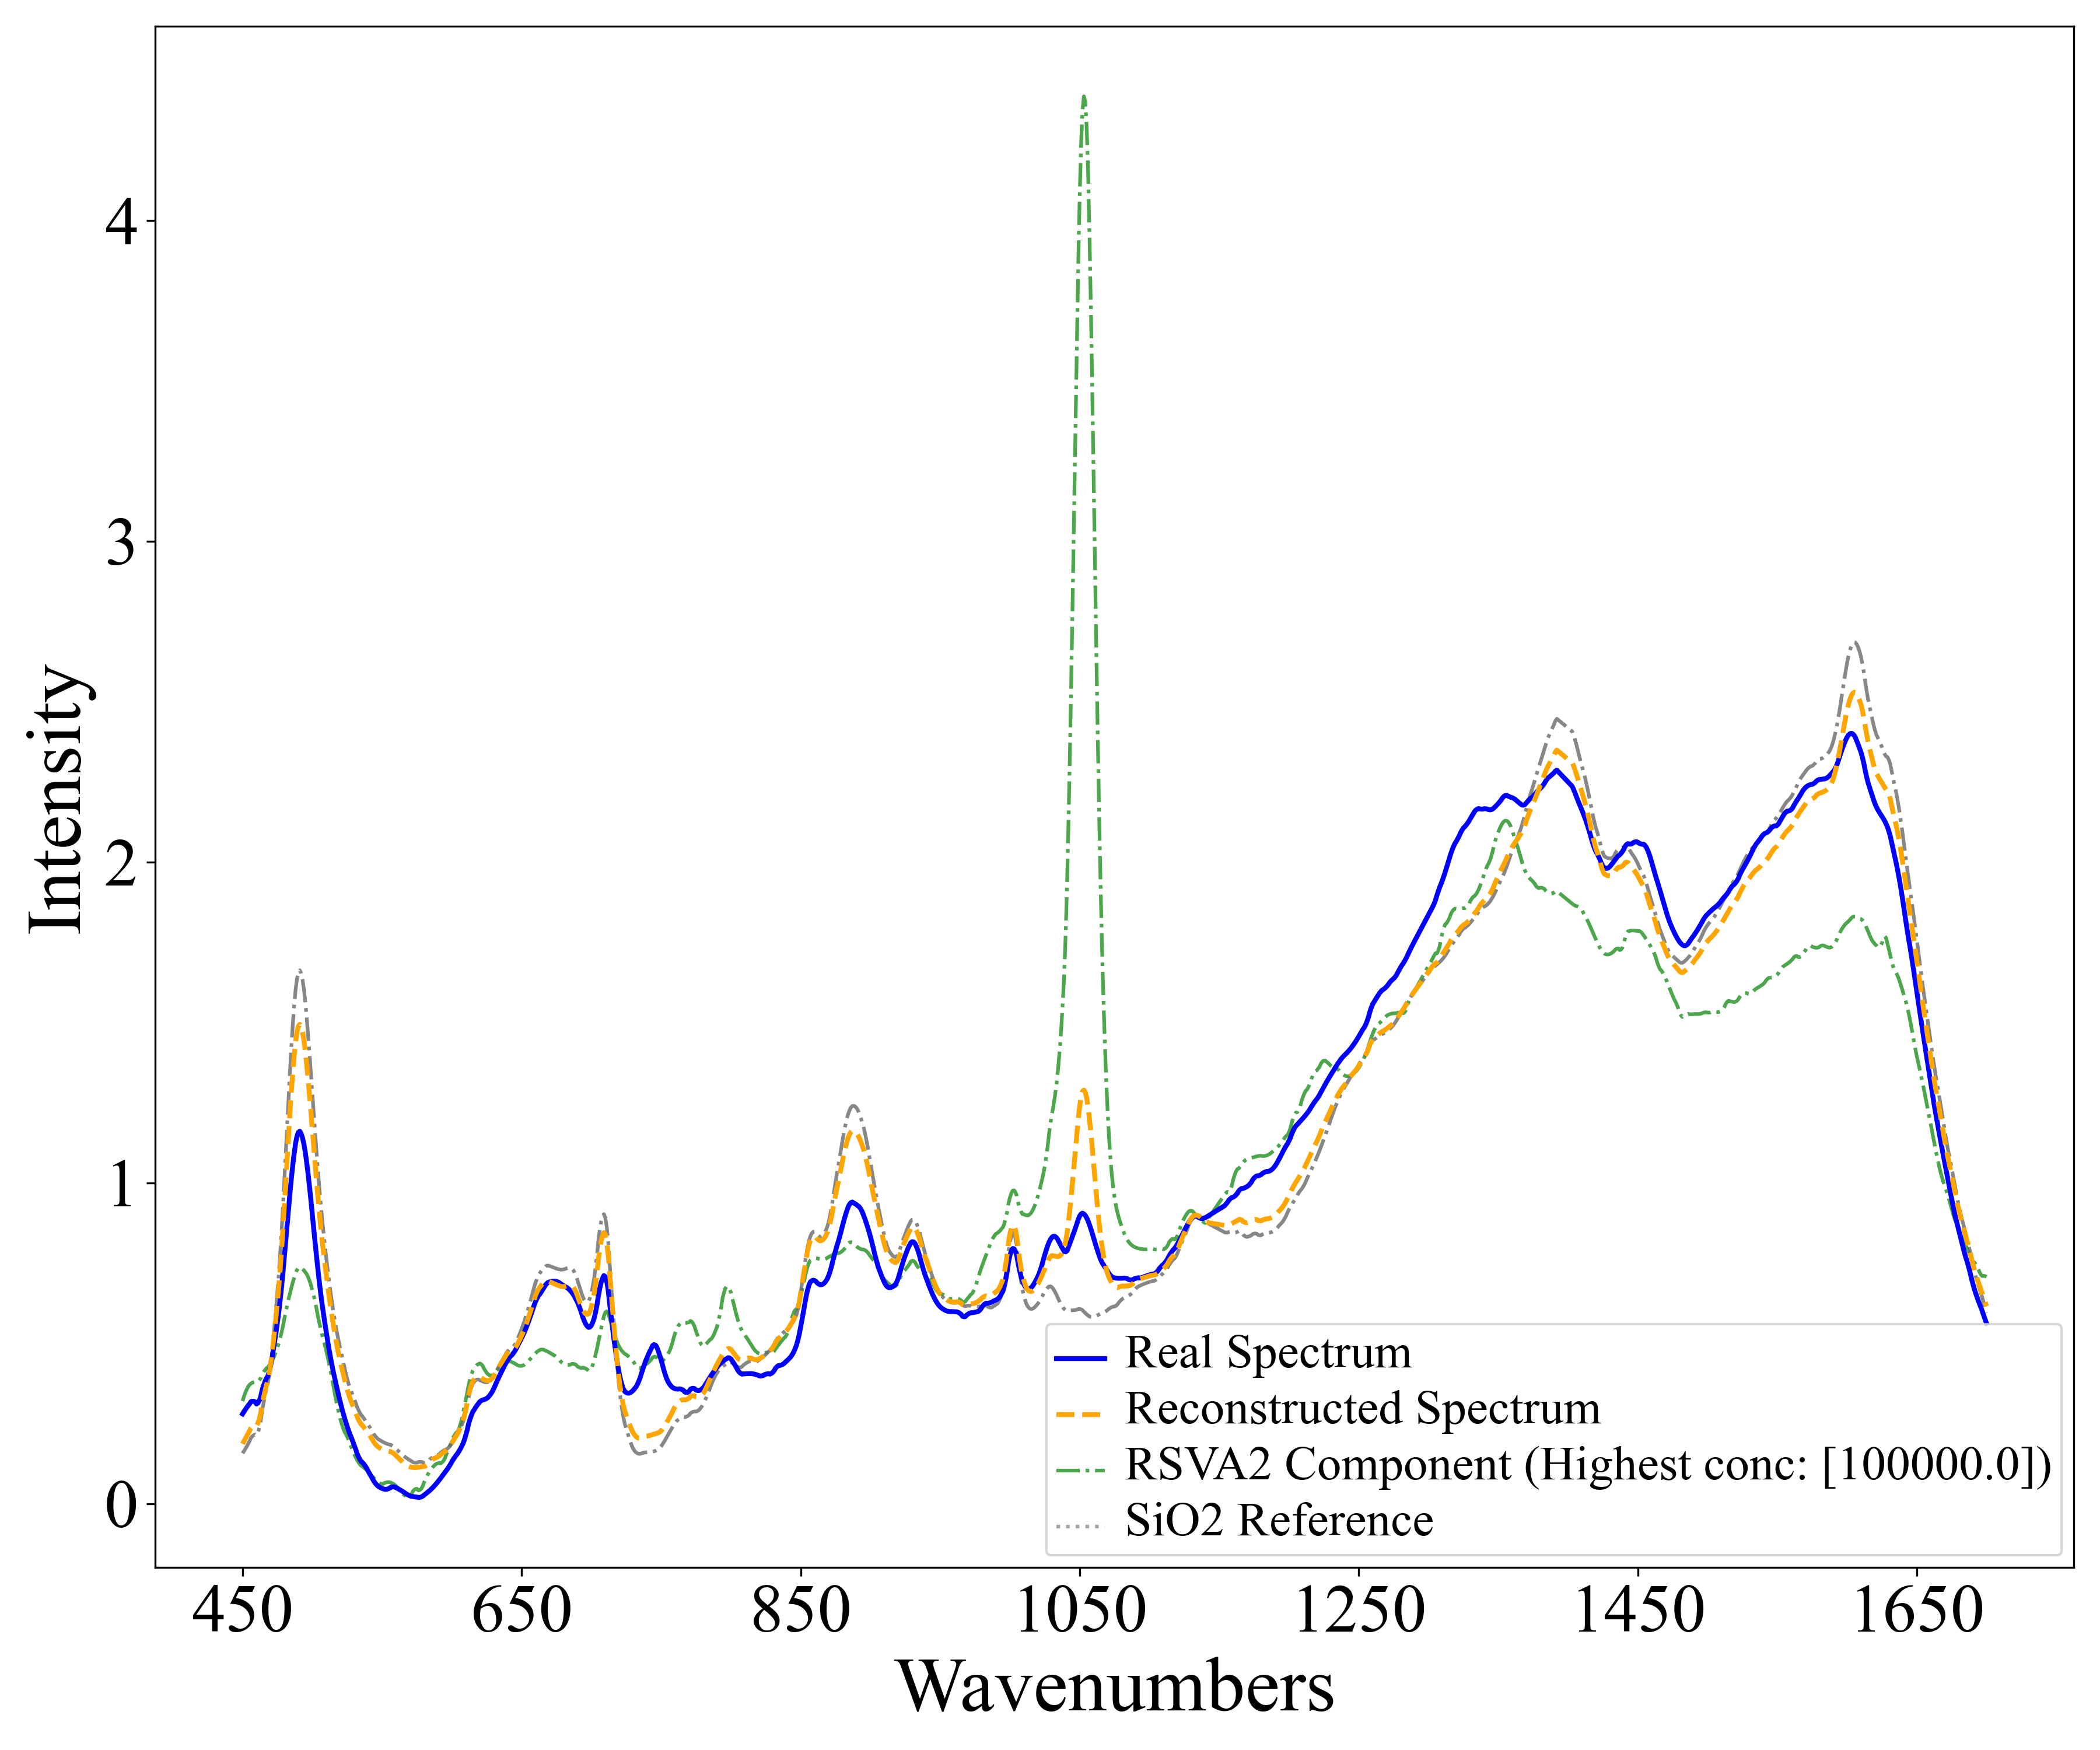 Intensity
4
3
2
1
0
Real Spectrum
Reconstructed Spectrum
RSVA2 Component (Highest conc: [100000.0])
SiO2 Reference
450 650 850 1050 1250 1450 1650
Wavenumbers